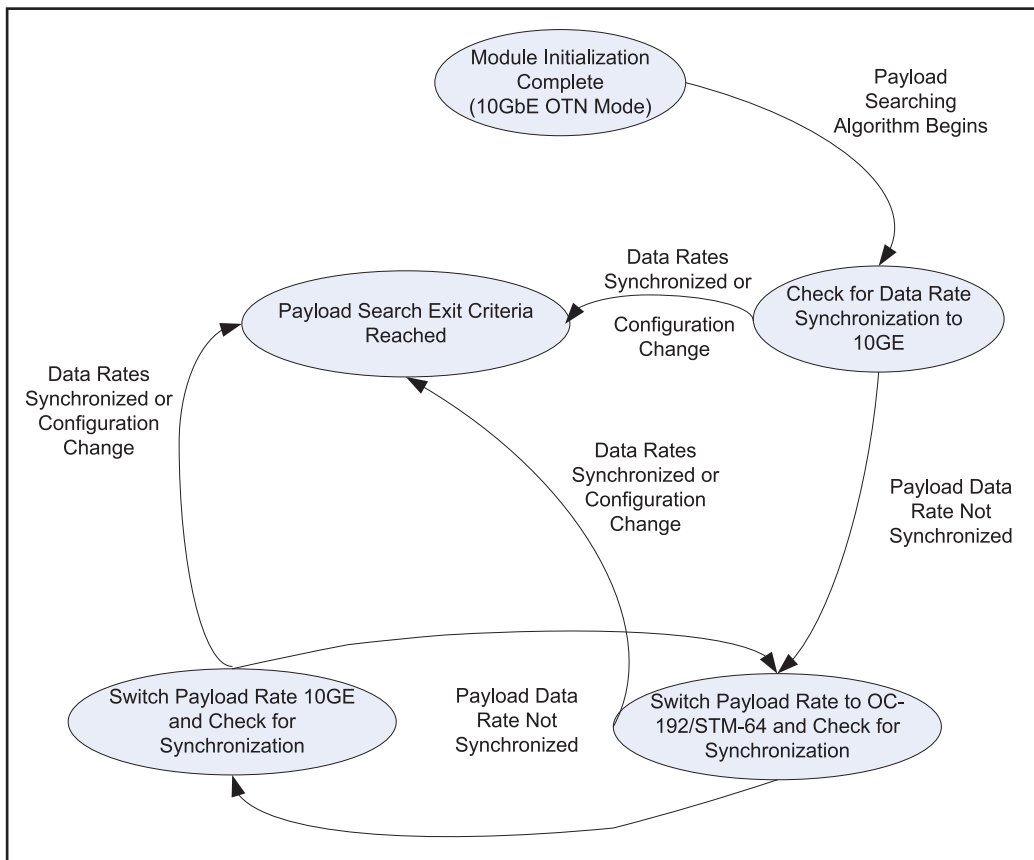 Module Initialization
Complete
(10GbE OTN Mode)
Payload
Searching
Algorithm Begins
Data Rates
Synchronized or
Configuration
Change
Check for Data Rate
Synchronization to
10GE
Payload Search Exit Criteria
Reached
Data Rates
Synchronized or
Configuration
Change
Data Rates
Synchronized or
Configuration
Change
Payload Data
Rate Not
Synchronized
Switch Payload Rate 10GE
and Check for
Synchronization
Payload Data
Rate Not
Synchronized
Switch Payload Rate to OC-
192/STM-64 and Check for
Synchronization